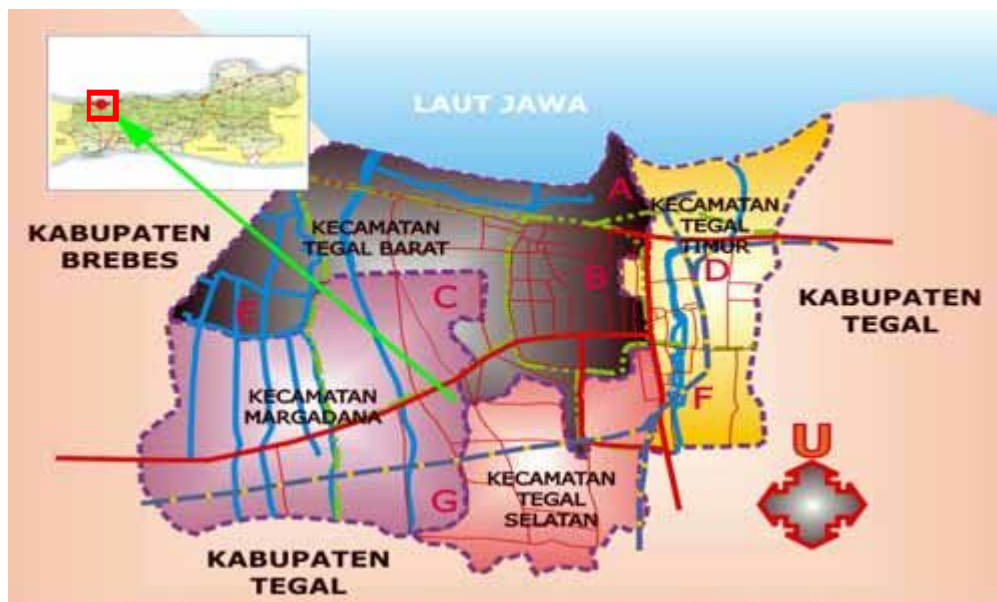 LAUT JAWA
A
KECAMATAN
TEGAL BARAT
KECAMATAN
TEGAL
TIMUR
KABUPATEN
BREBES
B
C
D
E
KABUPATEN
TEGAL
KECAMATAN
MARGADANA
F
U
KECAMATAN
TEGAL
SELATAN
G
KABUPATEN
TEGAL